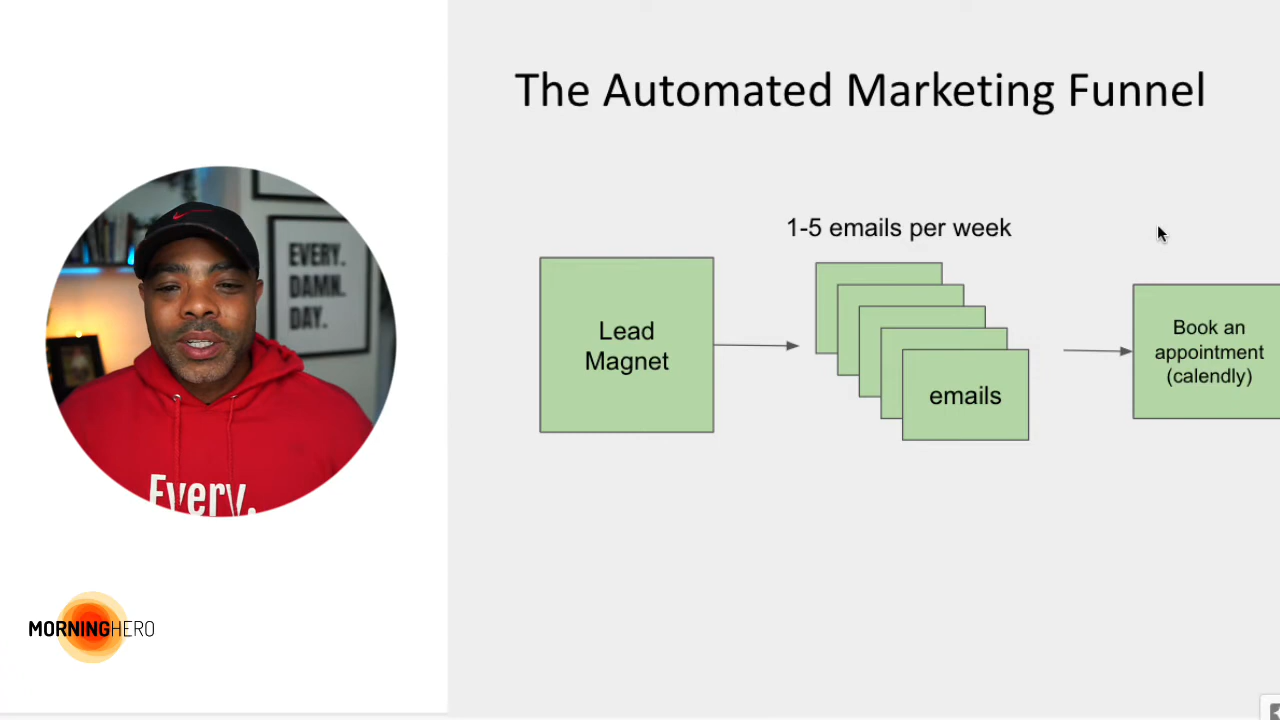 The Automated Marketing Funnel
1-5 emails per week
Lead
Magnet
emails
Book an
appointment
(calendly)
EVERY.
DAMN.
DAY.
Every.
MORNINGHERO